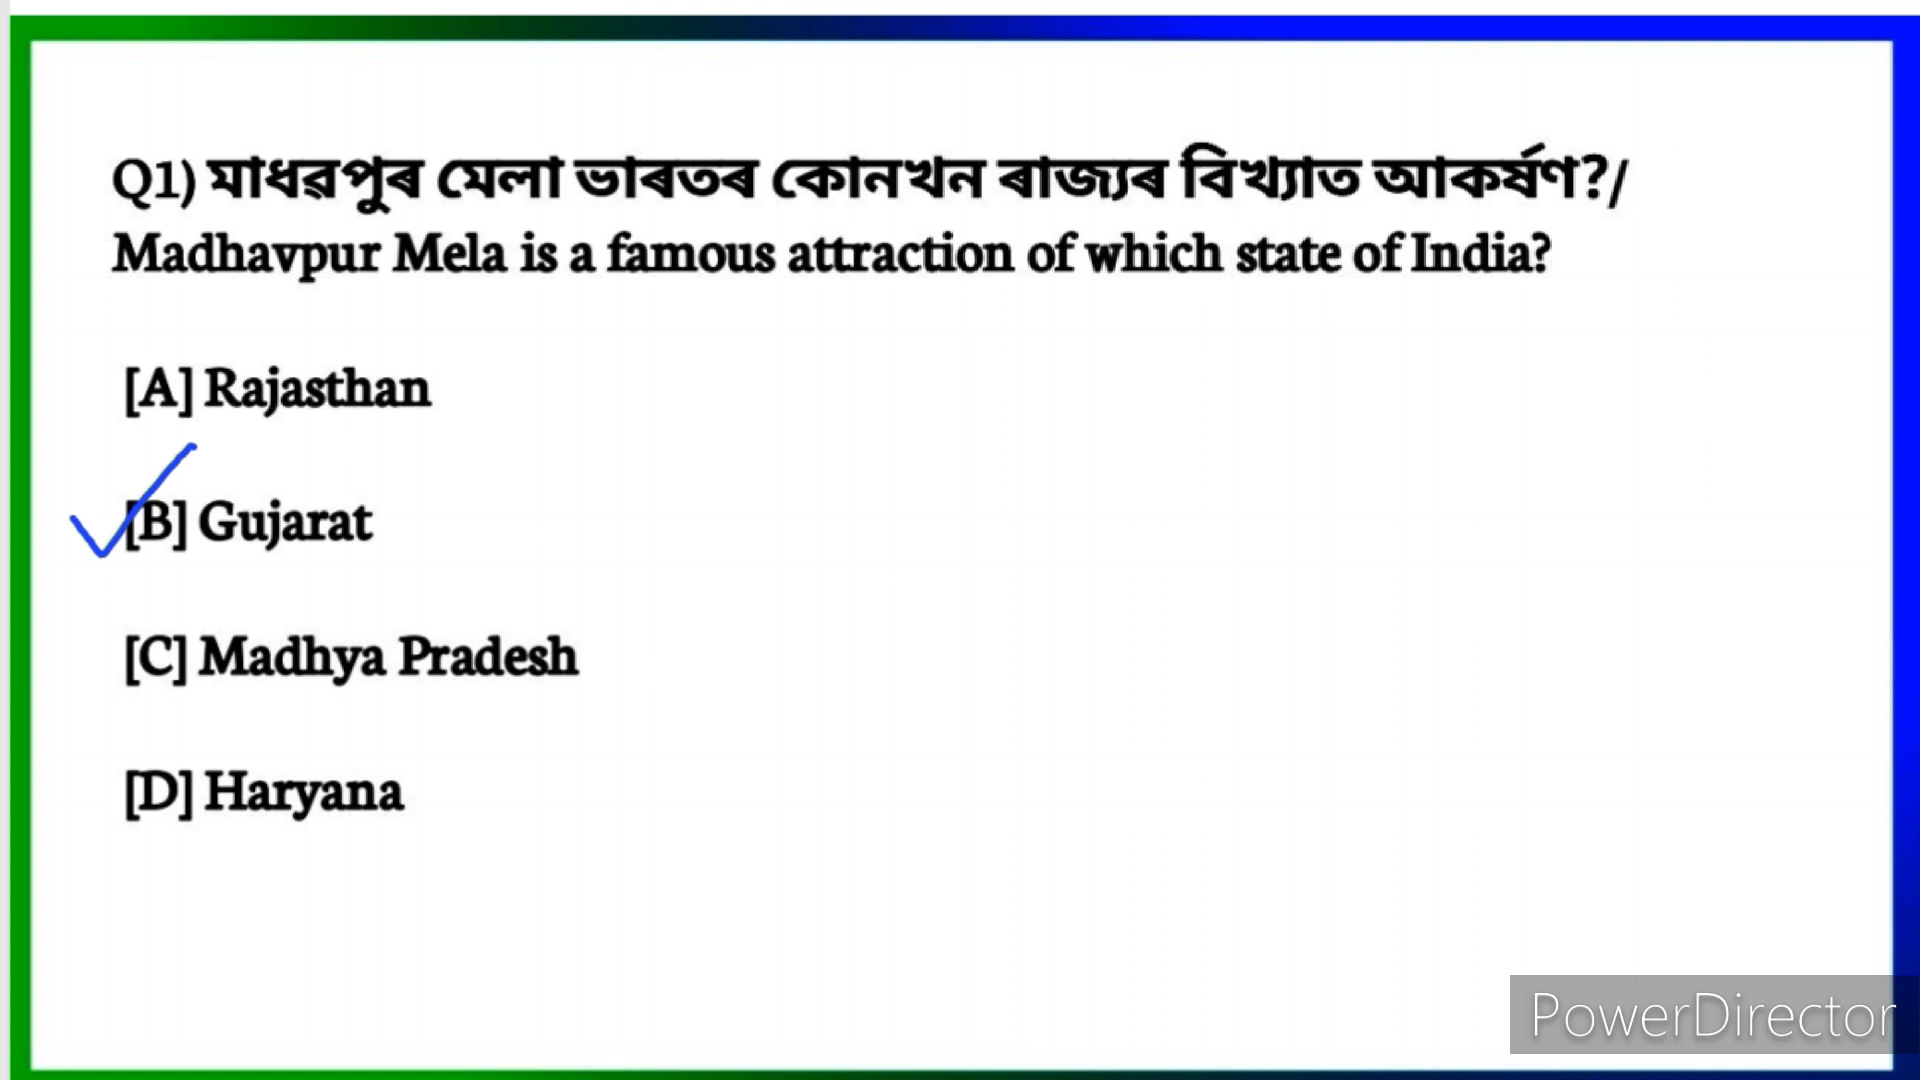 Q1) মাধৱপুৰ মেলা ভাৰতৰ কোনখন ৰাজ্যৰ বিখ্যাত আকৰ্ষণ?/
Madhavpur Mela is a famous attraction of which state of India?
[A] Rajasthan
[B] Gujarat
[C] Madhya Pradesh
[D] Haryana
PowerDirector